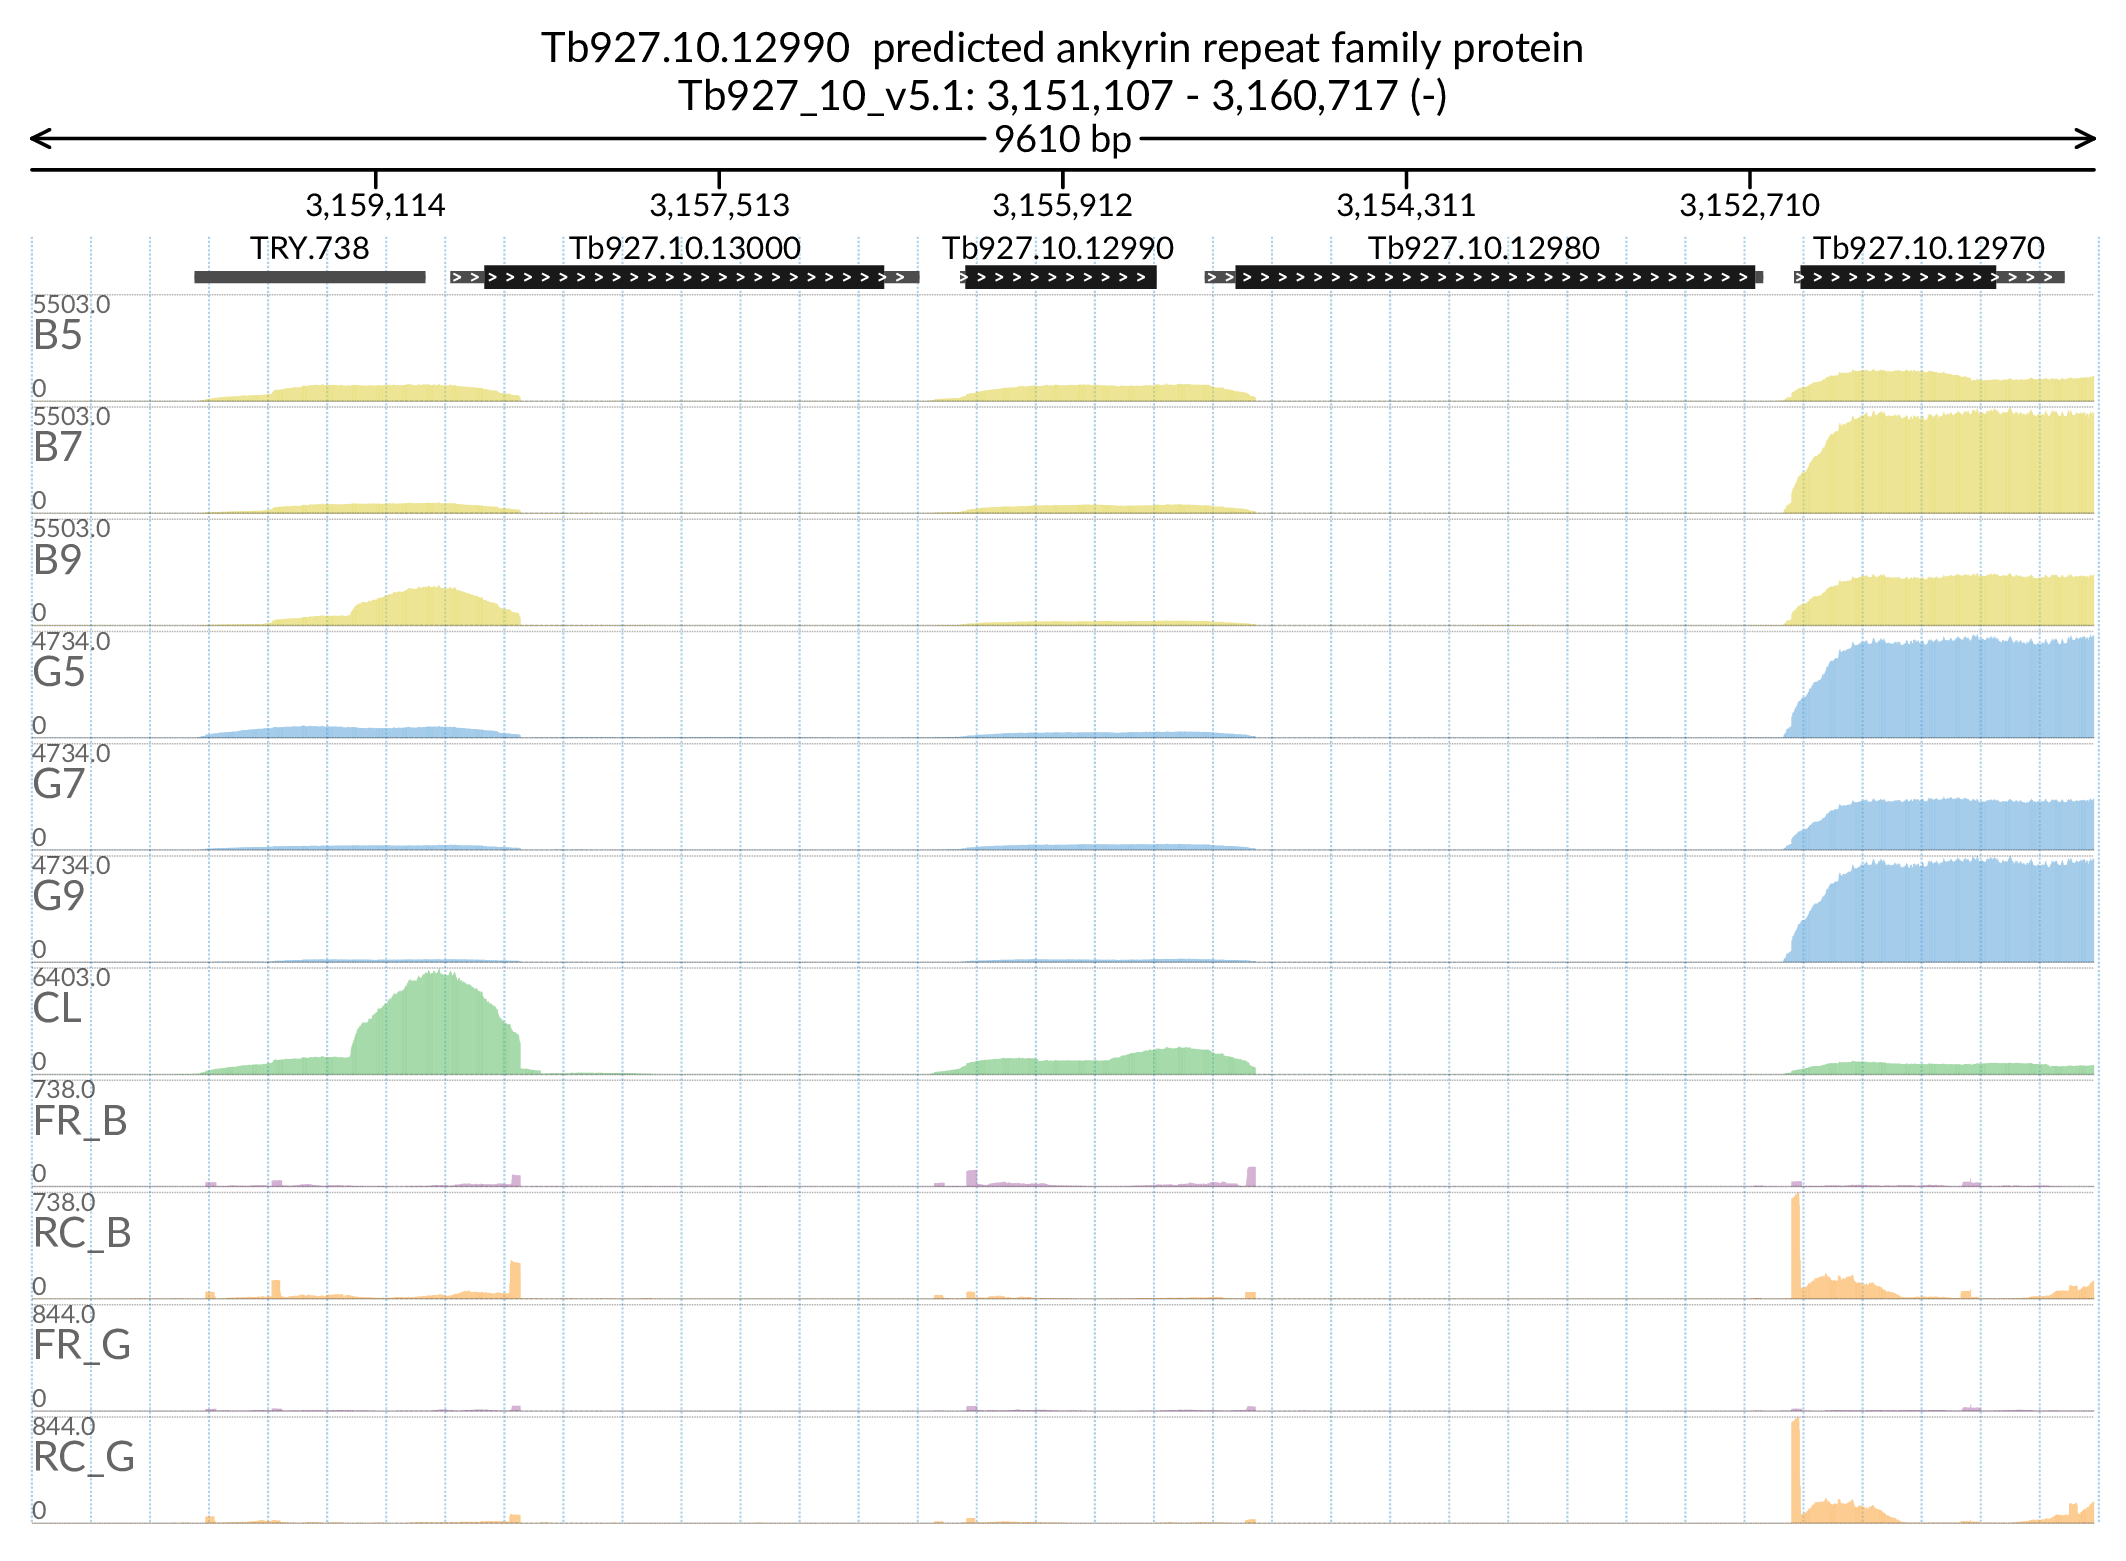 Tb927.10.12990  predicted ankyrin repeat family protein
Tb927_10_v5.1: 3,151,107 - 3,160,717 (-)
9610 bp
3,159,114 3,157,513 3,155,912 3,154,311 3,152,710
TRY.738 Tb927.10.13000 Tb927.10.12990 Tb927.10.12980 Tb927.10.12970
5503.0
B5
0
5503.0
B7
0
5503.0
B9
0
4734.0
G5
0
4734.0
G7
0
4734.0
G9
0
6403.0
CL
0
738.0
FR_B
0
738.0
RC_B
0
844.0
FR_G
0
844.0
RC_G
0